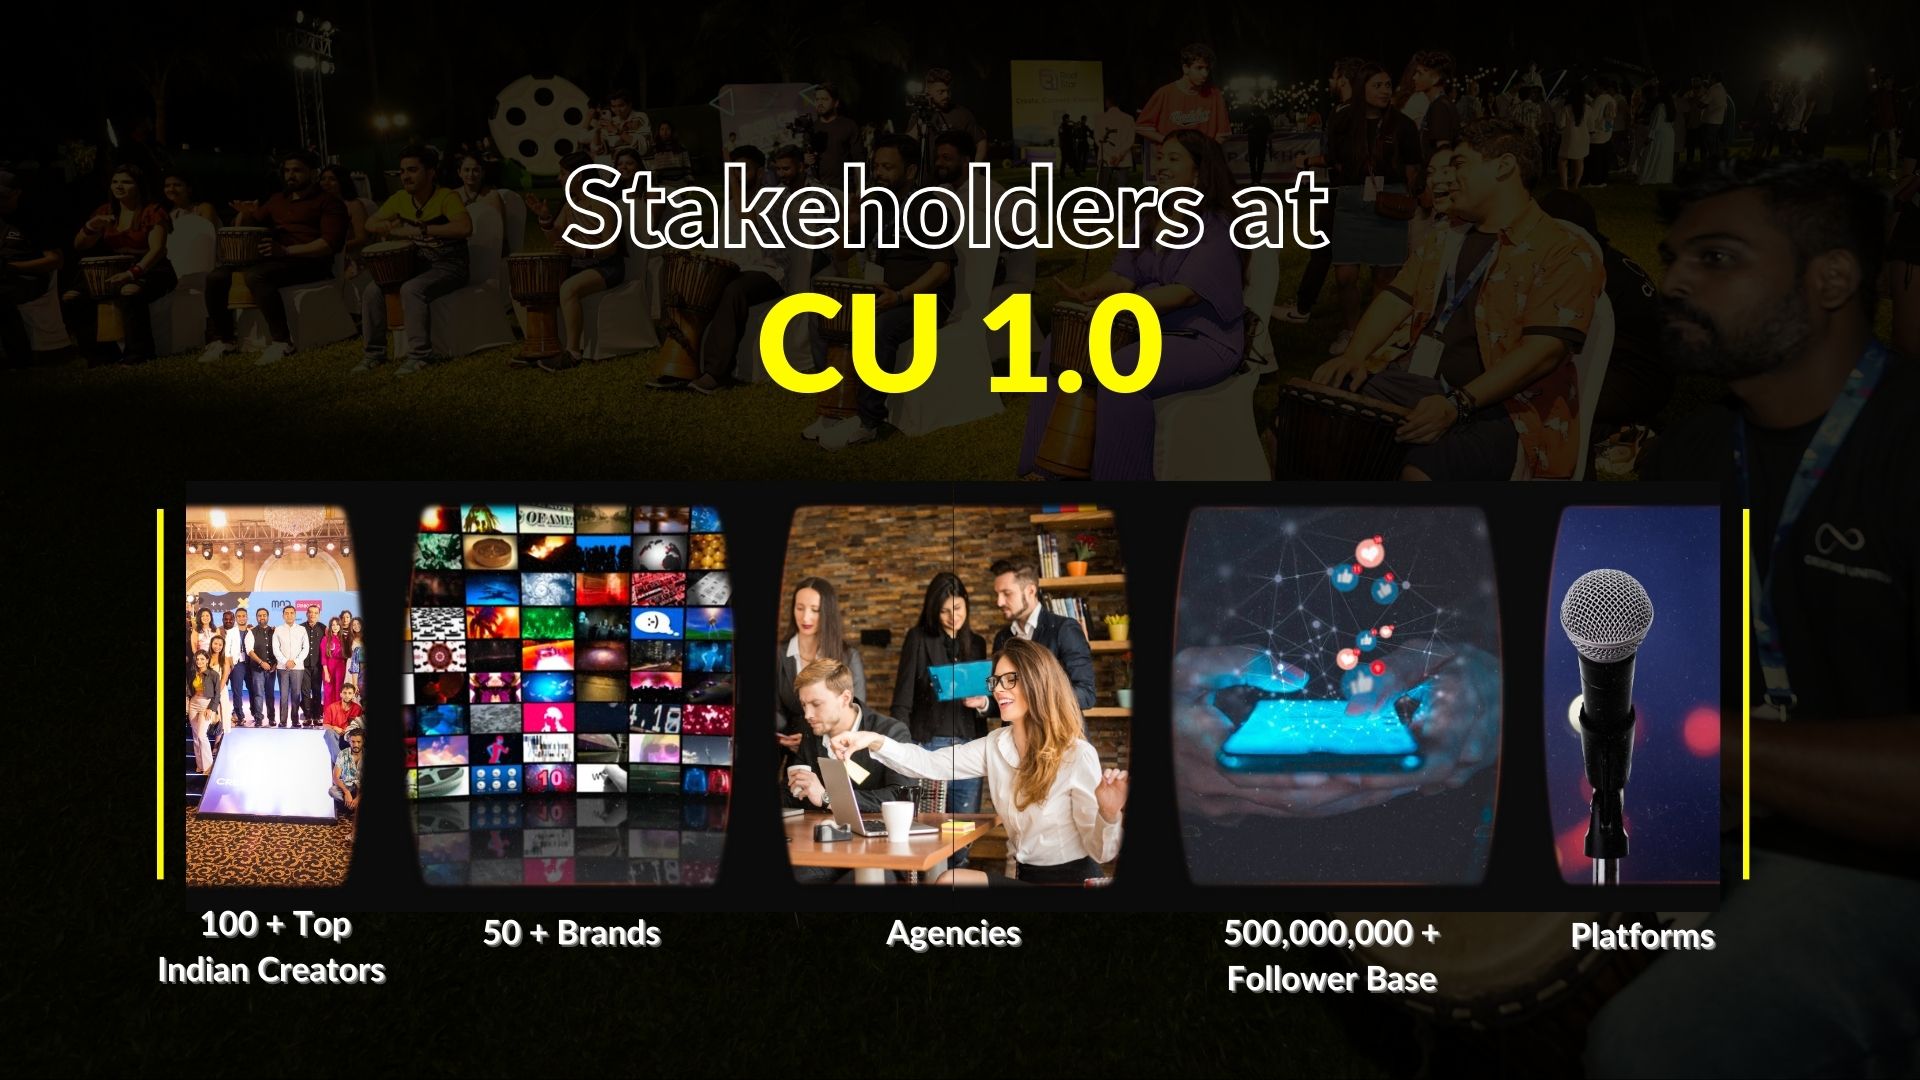 Stakeholders at
CU 1.0
100 + Top
Indian Creators
50 + Brands
Agencies
500,000,000 +
Follower Base
Platforms